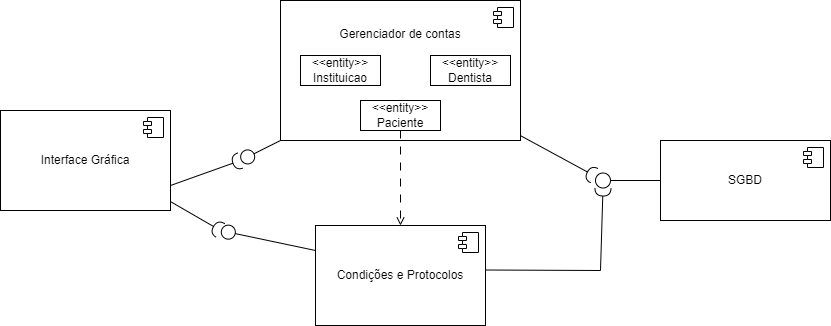 Gerenciador de contas
<<entity>>
Instituicao
<<entity>>
Dentista
<<entity>>
Paciente
Interface Gráfica
SGBD
Condições e Protocolos